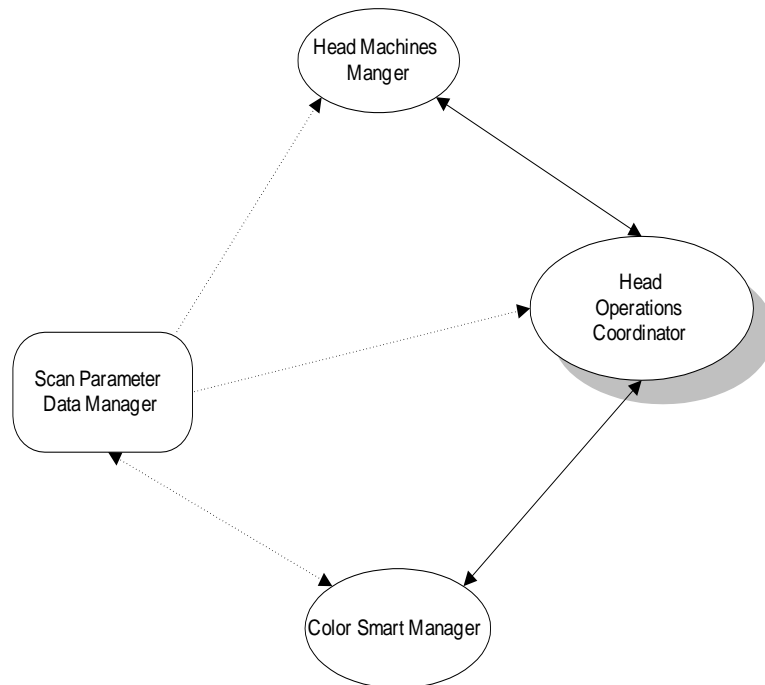 Head Machines
Manger
Head
Operations
Coordinator
Scan Parameter
Data Manager
Color Smart Manager